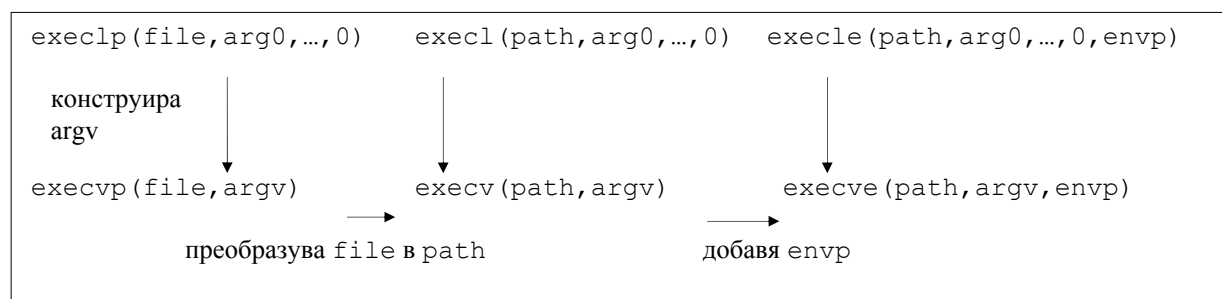 execlp(file,arg0,…,0) execl(path,arg0,…,0) execle(path,arg0,…,0,envp)
конструира
argv
execvp(file,argv) execv(path,argv) execve(path,argv,envp)
преобразува file в path добавя envp